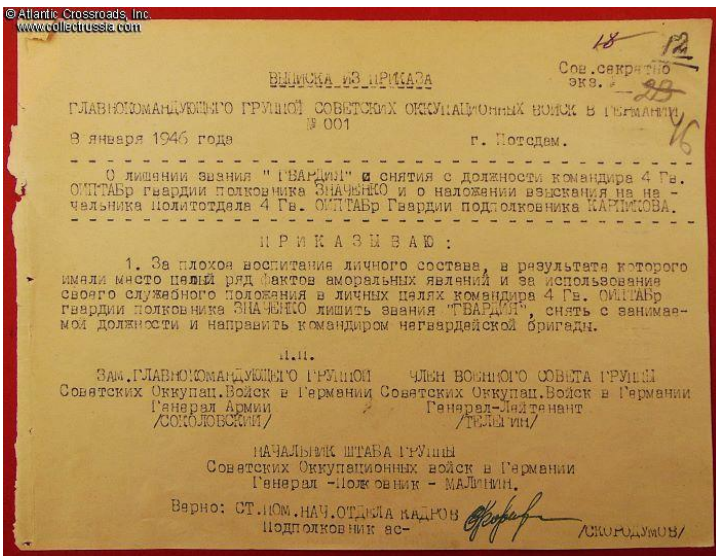 © Atlantic Crossroads, Inc.
www.collectrussia.com
18 12
Сов.секретно
экз.
23
46
ВЫПИСКА ИЗ ПРИКАЗА
ГЛАВНОКОМАНДУЮЩЕГО ГРУППОЙ СОВЕТСКИХ ОККУПАЦИОННЫХ ВОЙСК В ГЕРМАНИИ
№ 001
8 января 1946 года г. Потсдам.
О лишении звания "ГВАРДИЯ" и снятия с должности командира 4 Гв.
ОИПТАБр гвардии полковника ЗНАЧЕНКО и о наложении взыскания на на-
чальника Политотдела 4 Гв. ОИПТАБр Гвардии подполковника КАРПИКОВА.
ПРИКАЗЫВАЮ:
1. За плохое воспитание личного состава, в результате которого
имели место целый ряд фактов аморальных явлений и за использование
своего служебного положения в личных целях командира 4 Гв. ОИПТАБр
гвардии полковника ЗНАЧЕНКО лишить звания "ГВАРДИЯ", снять с занимае-
мой должности и направить командиром негвардейской бригады.
п.п.
ЗАМ.ГЛАВНОКОМАНДУЮЩЕГО ГРУППОЙ ЧЛЕН ВОЕННОГО СОВЕТА ГРУППЫ
Советских Оккупац.Войск в Германии Советских Оккупац.Войск в Германии
Генерал Армии Генерал-Лейтенант
/СОКОЛОВСКИЙ/ /ТЕЛЕГИН/
НАЧАЛЬНИК ШТАБА ГРУППЫ
Советских Оккупационных войск в Германии
Генерал -Полковник - МАЛИНИН.
Верно: СТ.ПОМ.НАЧ.ОТДЕЛА КАДРОВ
Подполковник ас- /СКОРОДУМОВ/